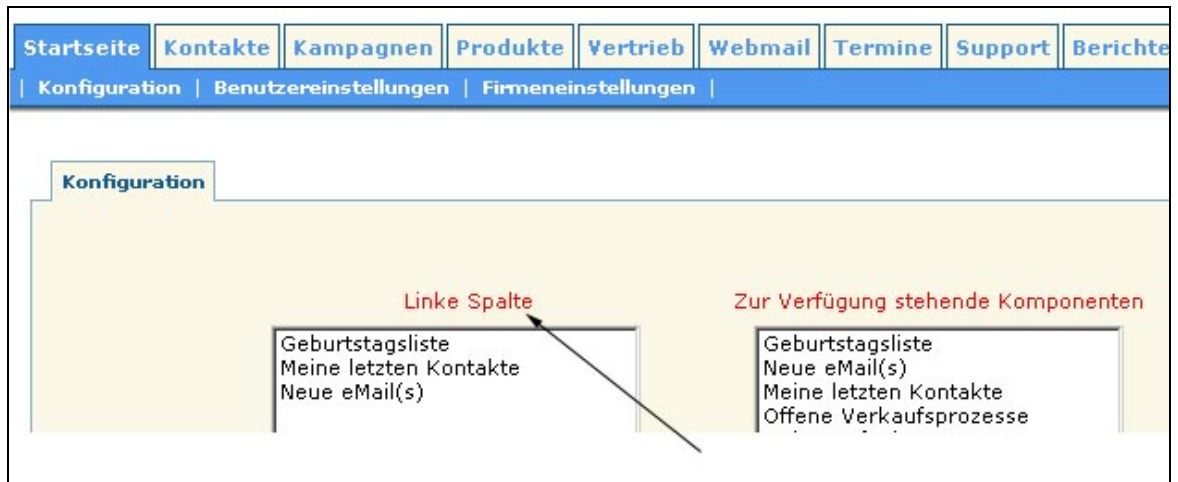 Startseite Kontakte Kampagnen Produkte Vertrieb Webmail Termine Support Berichte
| Konfiguration | Benutzereinstellungen | Firmeneinstellungen |
Konfiguration
Linke Spalte Zur Verfügung stehende Komponenten
Geburtstagsliste Geburtstagsliste
Meine letzten Kontakte Neue eMail(s)
Neue eMail(s) Meine letzten Kontakte
Offene Verkaufsprozesse